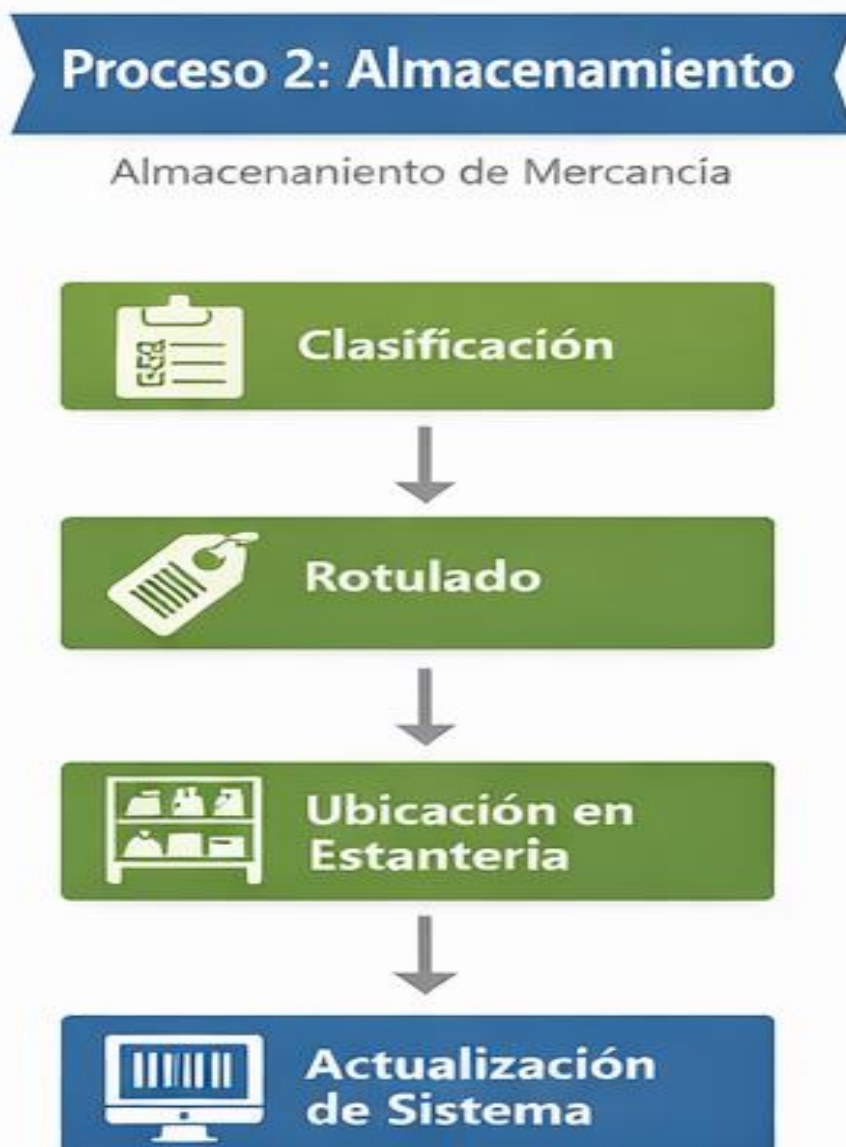 Proceso 2: Almacenamiento
Almacenaniento de Mercancía
Clasificación
Rotulado
Ubicación en
Estanteria
Actualización
de Sistema